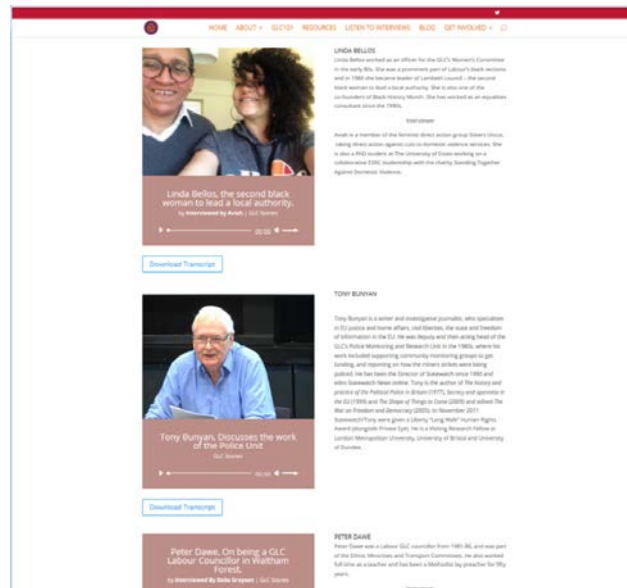 HOME ABOUT GLC101 RESOURCES LISTEN TO INTERVIEWS BLOG GET INVOLVED
LINDA BELLOS
Linda Bellos worked as an officer for the GLC's Women's Committee
in the early 80s. She was a prominent part of Labour's black sections
and in 1986 she became leader of Lambeth council – the second
black woman to lead a local authority. She is also one of the
co-founders of Black History Month. She has worked as an equalities
consultant since the 1990s.
Interviewer
is a member of the feminist direct action group Sisters Uncut,
taking direct action against cuts to domestic violence services. She
is also a PhD student at The University of Essex working on a
collaborative ESRC studentship with the charity Standing Together
Against Domestic Violence.
Linda Bellos, the second black
woman to lead a local authority.
by Interviewed by | GLC Stories
00:00
Download Transcript
TONY BUNYAN
Tony Bunyan is a writer and investigative journalist, who specialises
in EU justice and home affairs, civil liberties, the state and freedom
of information in the EU. He was deputy and then acting head of the
GLC's Police Monitoring and Research Unit in the 1980s, where his
work included supporting community monitoring groups to get
funding, and reporting on how the miners strikes were being
policed. He has been the Director of Statewatch since 1990 and
edits Statewatch News online. Tony is the author of The history and
practice of the Political Police in Britain (1977), Secrecy and openness in
the EU (1999) and The Shape of Things to Come (2009) and edited The
War on Freedom and Democracy (2005). In November 2011
Statewatch/Tony were given a Liberty "Long Walk" Human Rights
Award (alongside Private Eye). He is a Visiting Research Fellow at
London Metropolitan University, University of Bristol and University
of Dundee.
Tony Bunyan, Discusses the work
of the Police Unit
GLC Stories
00:00
Download Transcript
Peter Dawe, On being a GLC
Labour Councillor in Waltham
Forest.
by Interviewed By Grayson | GLC Stories
PETER DAWE
Peter Dawe was a Labour GLC councillor from 1981-86, and was part
of the Ethnic Minorities and Transport Committees. He also worked
full time as a teacher and has been a Methodist lay preacher for fifty
years.